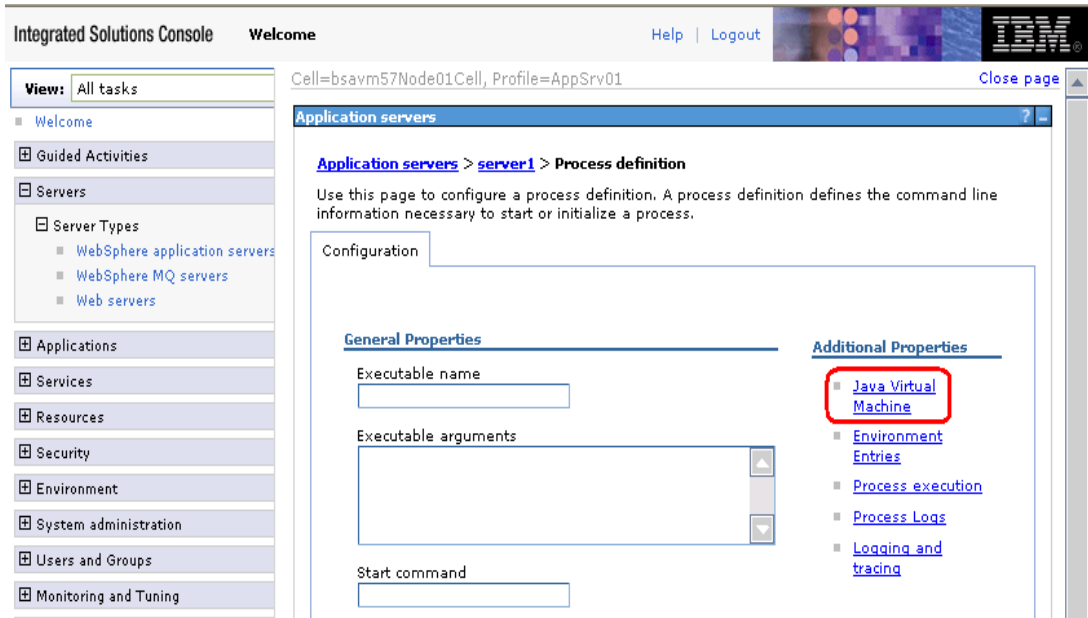 Integrated Solutions Console Welcome Help | Logout IBM®
Cell=bsavm57Node01Cell, Profile=AppSrv01 Close page
View: All tasks
Welcome
Guided Activities
Servers
Server Types
WebSphere application servers
WebSphere MQ servers
Web servers
Applications
Services
Resources
Security
Environment
System administration
Users and Groups
Monitoring and Tuning
Application servers ? -
Application servers > server1 > Process definition
Use this page to configure a process definition. A process definition defines the command line
information necessary to start or initialize a process.
Configuration
General Properties
Executable name
Executable arguments
Start command
Additional Properties
Java Virtual
Machine
Environment
Entries
Process execution
Process Logs
Logging and
tracing